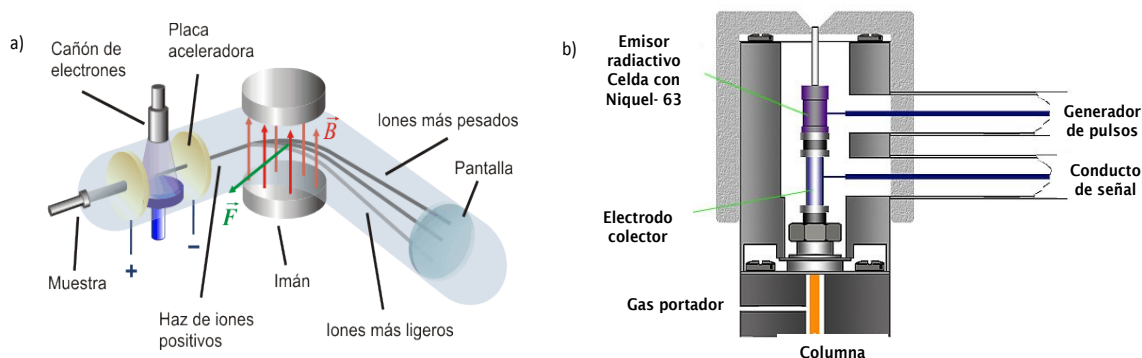 a)
Cañón de
electrones
Placa
aceleradora
B
Iones más pesados
Pantalla
F
+
−
Muestra
Haz de iones
positivos
Imán
Iones más ligeros
b)
Emisor
radiactivo
Celda con
Niquel- 63
Generador
de pulsos
Conducto
de señal
Electrodo
colector
Gas portador
Columna